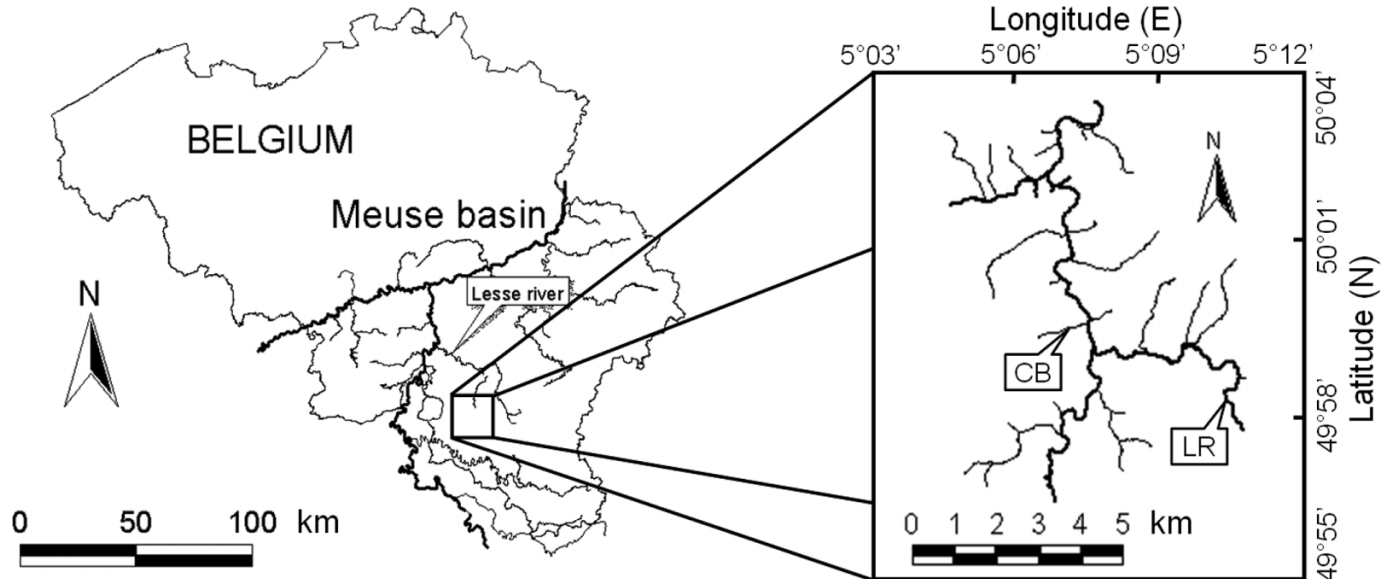 BELGIUM
Meuse basin
Lesse river
N
0 50 100 km
Longitude (E)
5°03' 5°06' 5°09' 5°12'
N
CB
LR
0 1 2 3 4 5 km
50°04'
50°01'
49°58'
49°55'
Latitude (N)